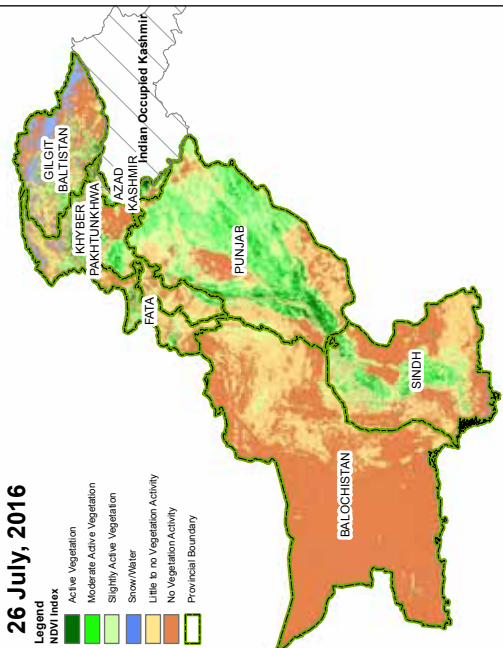 26 July, 2016
Legend
NDVI Index
Active Vegetation
Moderate Active Vegetation
Slightly Active Vegetation
Snow/Water
Little to no Vegetation Activity
No Vegetation Activity
Provincial Boundary
GILGIT
BALTISTAN
KHYBER
PAKHTUNKHWA
AZAD
KASHMIR
Indian Occupied Kashmir
FATA
PUNJAB
BALOCHISTAN
SINDH